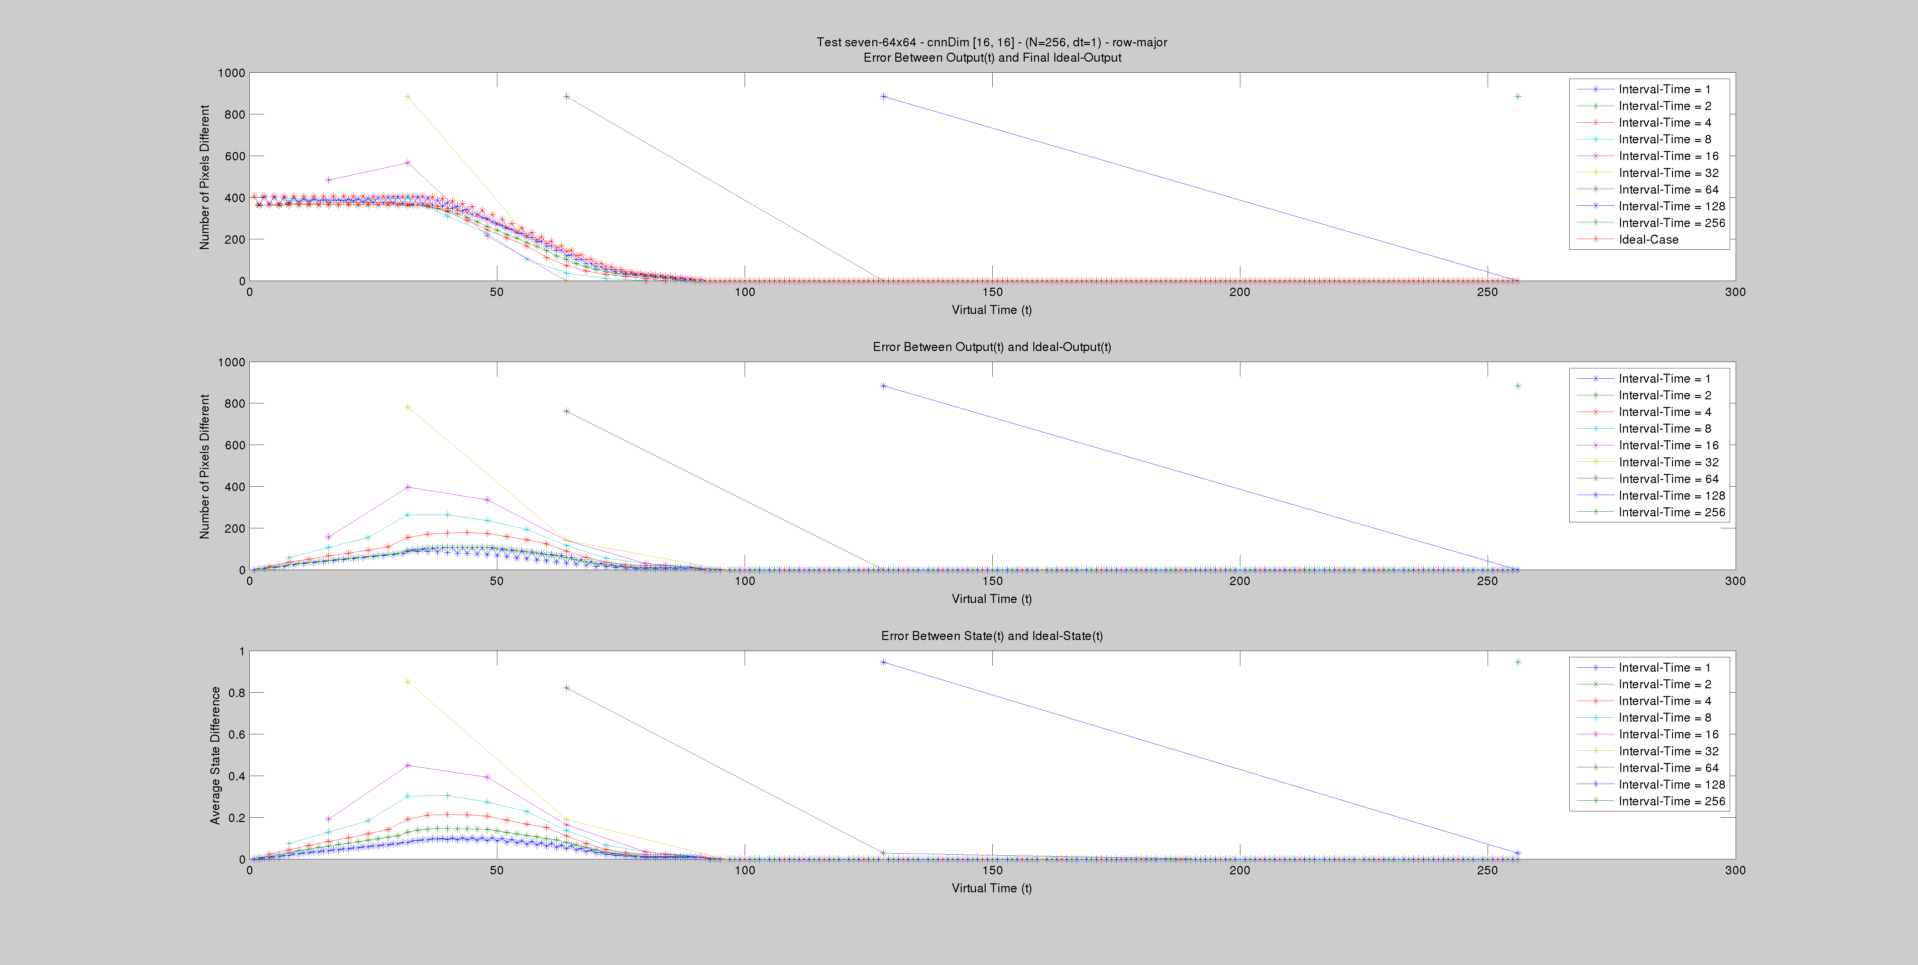 Test seven-64x64 - cnnDim [16, 16] - (N=256, dt=1) - row-major
Error Between Output(t) and Final Ideal-Output
Number of Pixels Different
1000
800
600
400
200
0
0 50 100 150 200 250 300
Virtual Time (t)
Interval-Time = 1
Interval-Time = 2
Interval-Time = 4
Interval-Time = 8
Interval-Time = 16
Interval-Time = 32
Interval-Time = 64
Interval-Time = 128
Interval-Time = 256
Ideal-Case
Error Between Output(t) and Ideal-Output(t)
Number of Pixels Different
1000
800
600
400
200
0
0 50 100 150 200 250 300
Virtual Time (t)
Interval-Time = 1
Interval-Time = 2
Interval-Time = 4
Interval-Time = 8
Interval-Time = 16
Interval-Time = 32
Interval-Time = 64
Interval-Time = 128
Interval-Time = 256
Error Between State(t) and Ideal-State(t)
Average State Difference
1
0.8
0.6
0.4
0.2
0
0 50 100 150 200 250 300
Virtual Time (t)
Interval-Time = 1
Interval-Time = 2
Interval-Time = 4
Interval-Time = 8
Interval-Time = 16
Interval-Time = 32
Interval-Time = 64
Interval-Time = 128
Interval-Time = 256